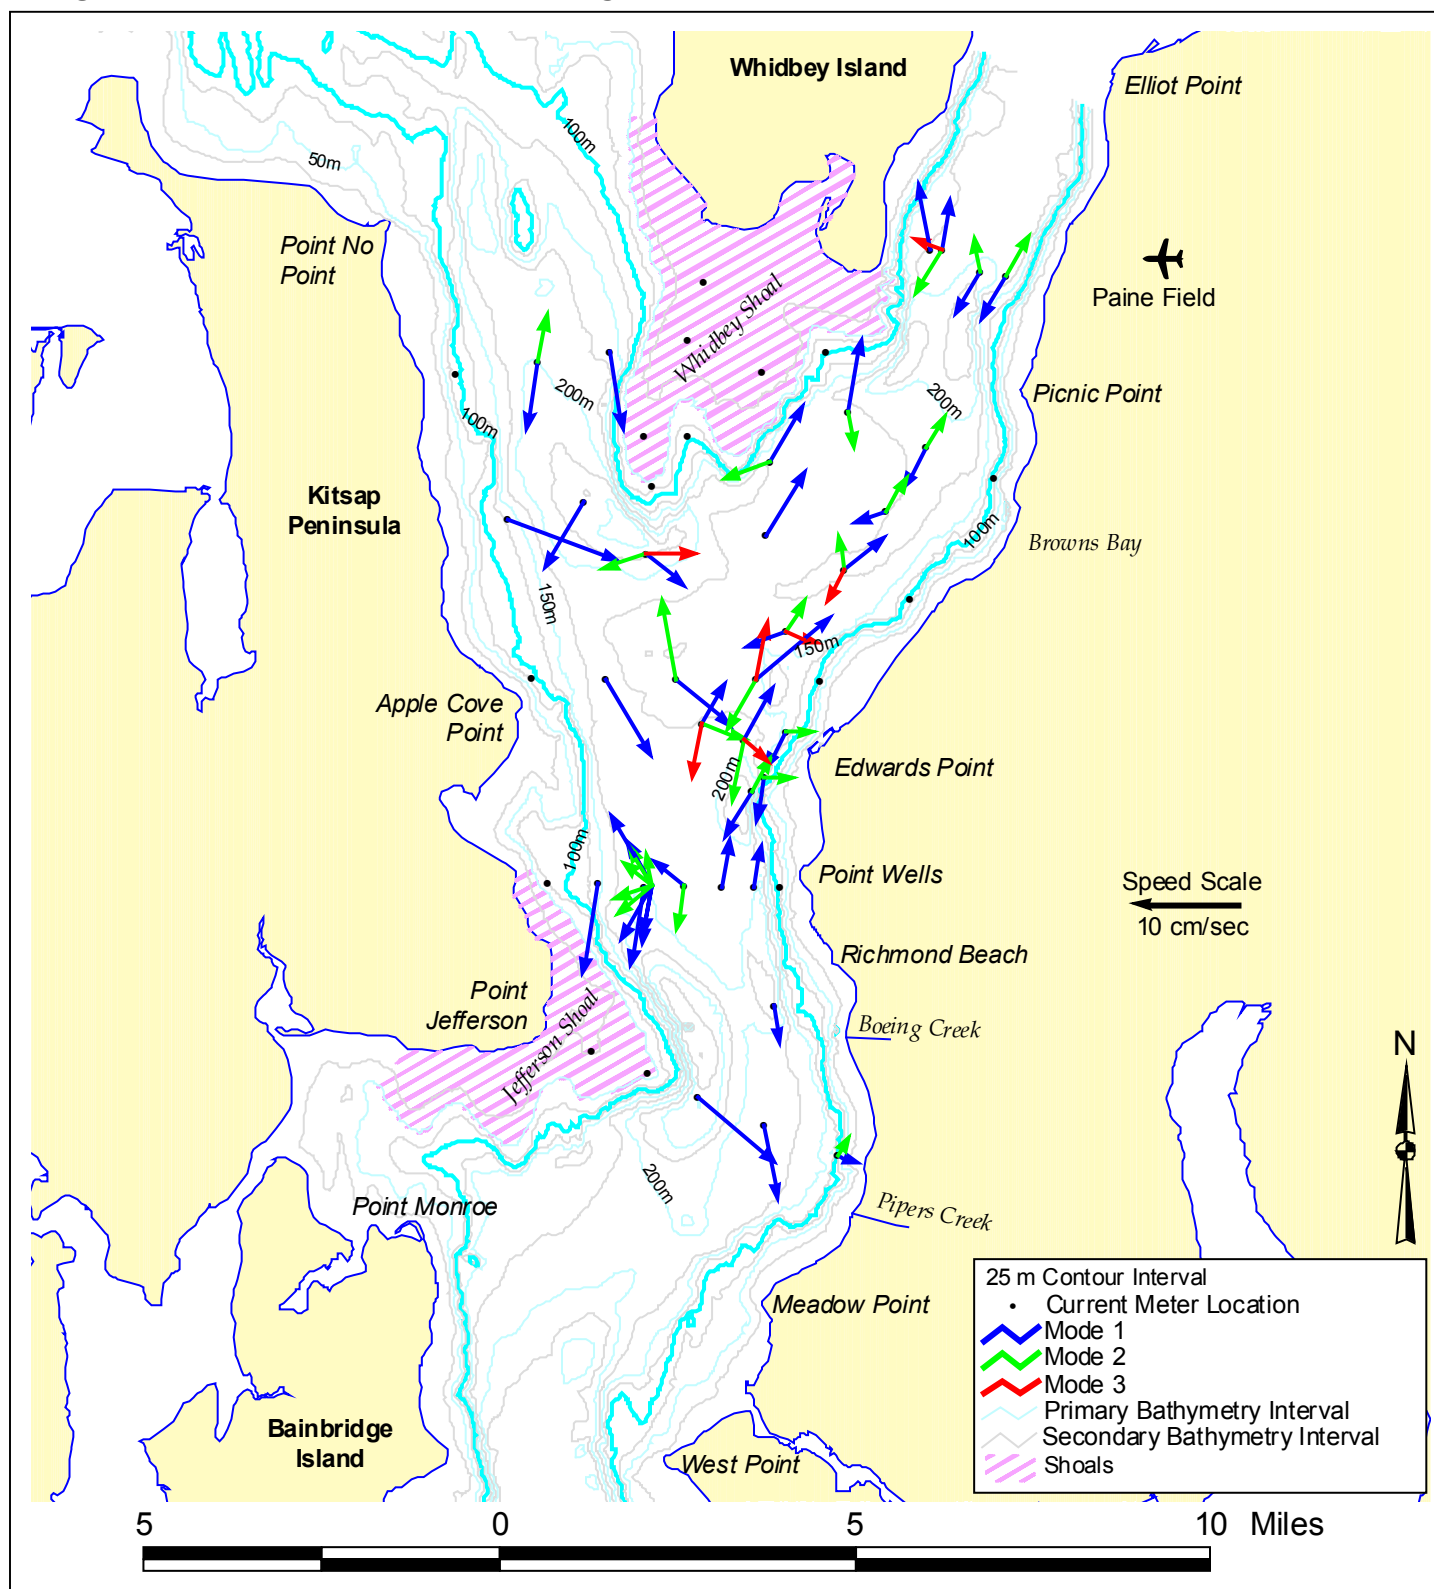 Whidbey Island
Elliot Point
100m
50m
Point No
Point
Paine Field
Whidbey Shoal
200m
200m
Picnic Point
100m
Kitsap
Peninsula
100m
Browns Bay
150m
150m
Apple Cove
Point
Edwards Point
200m
100m
Point Wells
Speed Scale
10 cm/sec
Richmond Beach
Point
Jefferson
Jefferson Shoal
Boeing Creek
N
200m
Point Monroe
Pipers Creek
25 m Contour Interval
Current Meter Location
Meadow Point
Mode 1
Mode 2
Mode 3
Primary Bathymetry Interval
Bainbridge
Island
Secondary Bathymetry Interval
West Point
Shoals
5 0 5 10 Miles